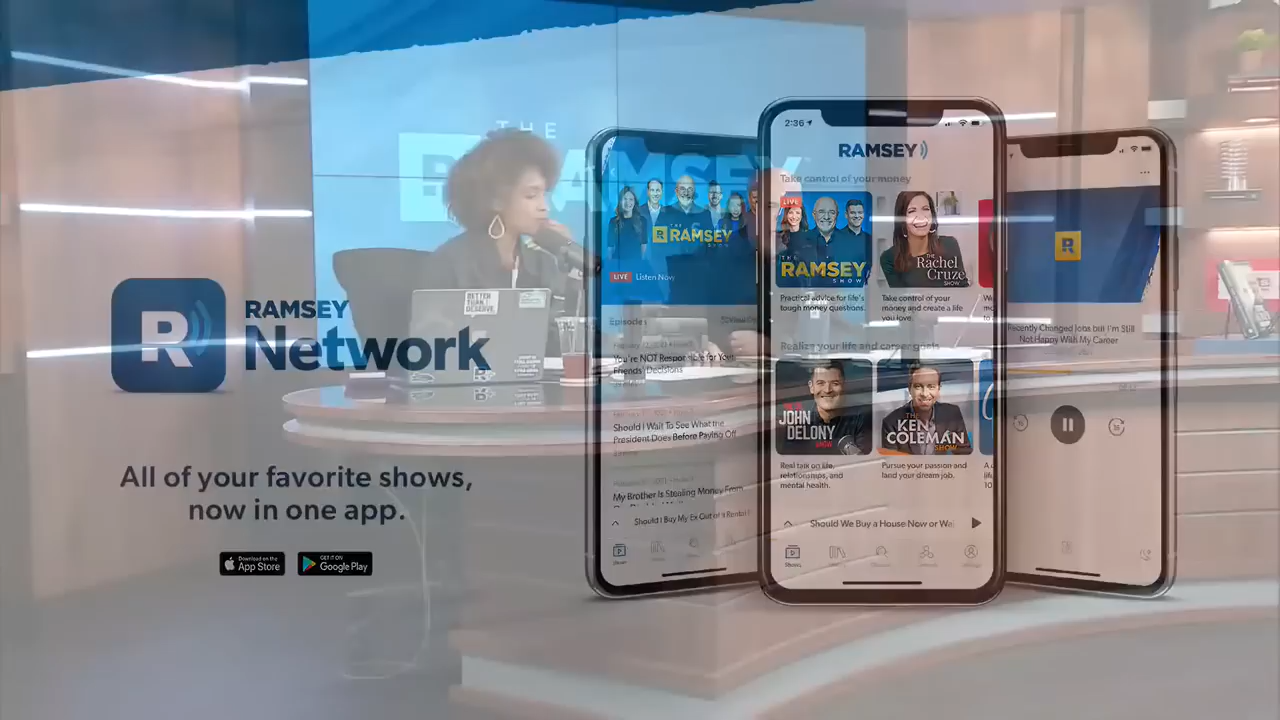 THE
RAMSEY
RAMSEY
Network
All of your favorite shows,
now in one app.
Download on the
App Store
GET IT ON
Google Play
BETTER
THAN I
DESERVE
THE
RAMSEY
SHOW
LIVE Listen Now
Episodes
You're NOT Responsible for Your
Friends' Decisions
Should I Wait To See What the
President Does Before Paying Off
My Brother Is Stealing Money From
Should I Buy My Ex Out of a Rental
2:36
RAMSEY
Take control of your money
LIVE
THE
RAMSEY
SHOW
Practical advice for life's
tough money questions.
THE
Rachel
Cruze
SHOW
Take control of your
money and create a life
you love.
Realize your life and career goals
JOHN
DELONY
SHOW
Real talk on life,
relationships, and
mental health.
THE
KEN
COLEMAN
SHOW
Pursue your passion and
land your dream job.
Should We Buy a House Now or Wai
Shows
Recently Changed Jobs but I'm Still
Not Happy With My Career